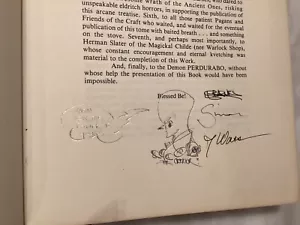 wrath of the Ancient Ones, who dared to
unspeakable eldritch horrors, in supporting the publication of
this arcane treatise. Sixth, to all those patient Pagans and
Friends of the Craft who waited, and waited for the eventual
publication of this tome with baited breath . . . and something
on the stove. Seventh, and perhaps most importantly, to
Herman Slater of the Magickal Childe (nee Warlock Shop),
whose constant encouragement and eternal kvetching was
material to the completion of this Work.
And, finally, to the Demon PERDURABO, without
whose help the presentation of this Book would have been
impossible.
Blessed Be!
Simon